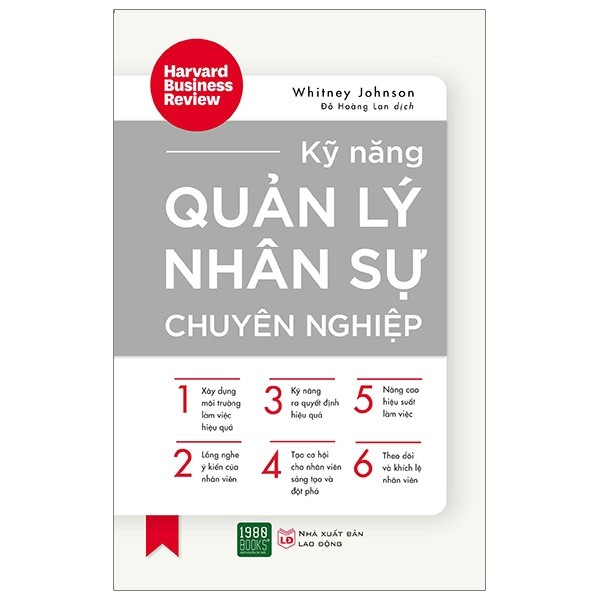 Harvard
Business
Review
Whitney Johnson
Đỗ Hoàng Lan dịch
Kỹ năng
QUẢN LÝ
NHÂN SỰ
CHUYÊN NGHIỆP
1
Xây dựng
môi trường
làm việc
hiệu quả
2
Lắng nghe
ý kiến của
nhân viên
3
Kỹ năng
ra quyết định
hiệu quả
4
Tạo cơ hội
cho nhân viên
sáng tạo và
đột phá
5
Nâng cao
hiệu suất
làm việc
6
Theo dõi
và khích lệ
nhân viên
1980
BOOKS
LĐ
NHÀ XUẤT BẢN
LAO ĐỘNG